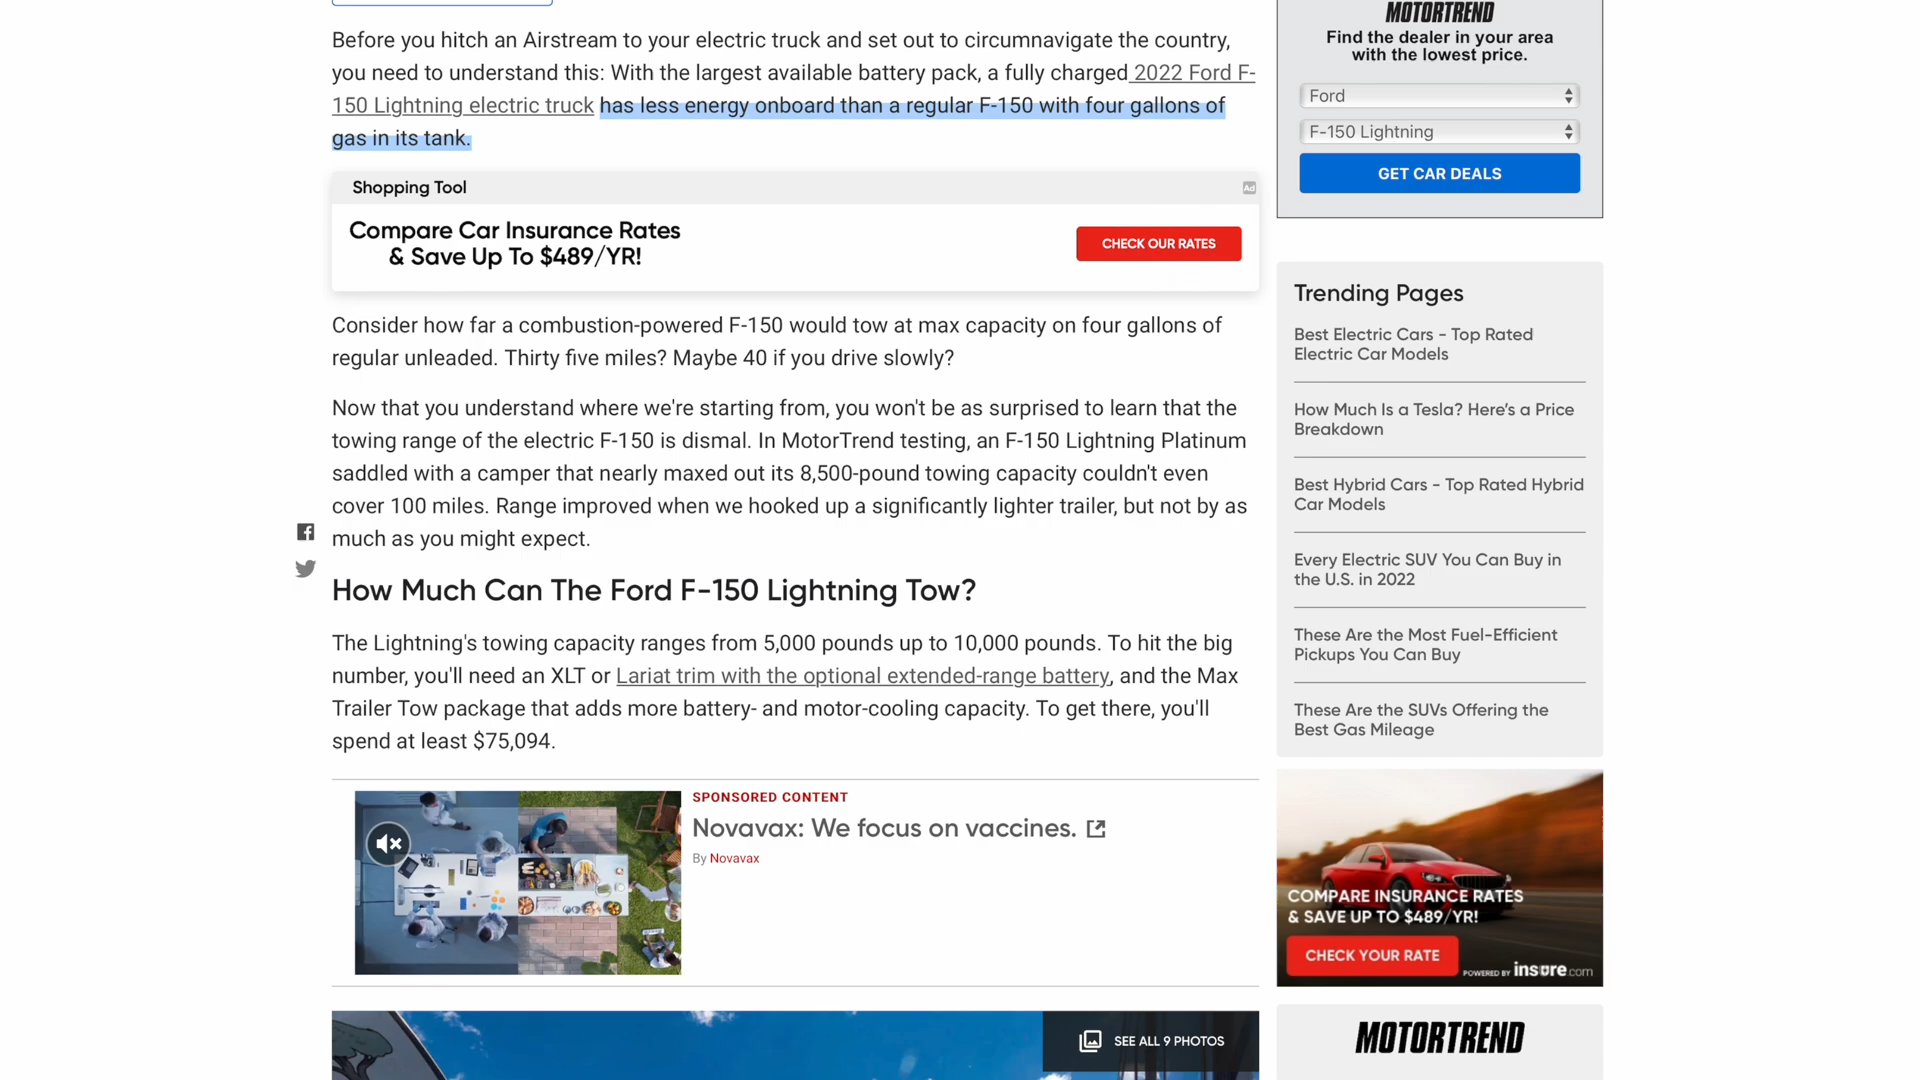 Before you hitch an Airstream to your electric truck and set out to circumnavigate the country,
you need to understand this: With the largest available battery pack, a fully charged 2022 Ford F-
150 Lightning electric truck has less energy onboard than a regular F-150 with four gallons of
gas in its tank.
Shopping Tool
Ad
Compare Car Insurance Rates
& Save Up To $489/YR!
CHECK OUR RATES
Consider how far a combustion-powered F-150 would tow at max capacity on four gallons of
regular unleaded. Thirty five miles? Maybe 40 if you drive slowly?
Now that you understand where we're starting from, you won't be as surprised to learn that the
towing range of the electric F-150 is dismal. In MotorTrend testing, an F-150 Lightning Platinum
saddled with a camper that nearly maxed out its 8,500-pound towing capacity couldn't even
cover 100 miles. Range improved when we hooked up a significantly lighter trailer, but not by as
much as you might expect.
How Much Can The Ford F-150 Lightning Tow?
The Lightning's towing capacity ranges from 5,000 pounds up to 10,000 pounds. To hit the big
number, you'll need an XLT or Lariat trim with the optional extended-range battery, and the Max
Trailer Tow package that adds more battery- and motor-cooling capacity. To get there, you'll
spend at least $75,094.
SPONSORED CONTENT
Novavax: We focus on vaccines.
By Novavax
SEE ALL 9 PHOTOS
MOTORTREND
Find the dealer in your area
with the lowest price.
Ford
F-150 Lightning
GET CAR DEALS
Trending Pages
Best Electric Cars - Top Rated
Electric Car Models
How Much Is a Tesla? Here's a Price
Breakdown
Best Hybrid Cars - Top Rated Hybrid
Car Models
Every Electric SUV You Can Buy in
the U.S. in 2022
These Are the Most Fuel-Efficient
Pickups You Can Buy
These Are the SUVs Offering the
Best Gas Mileage
COMPARE INSURANCE RATES
& SAVE UP TO $489/YR!
CHECK YOUR RATE
POWERED BY insure.com
MOTORTREND